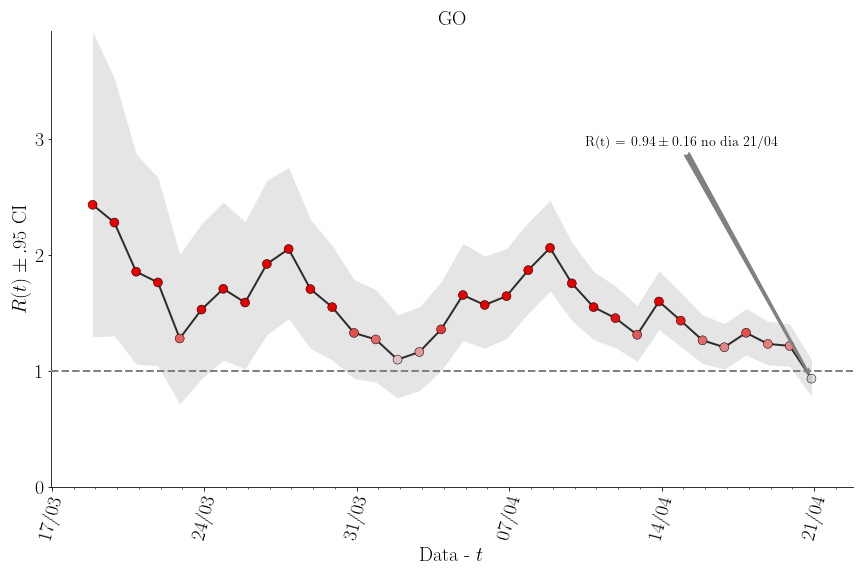 GO
R(t) = 0.94 ± 0.16 no dia 21/04
R(t) ± .95 CI
3
2
1
0
17/03
24/03
31/03
07/04
14/04
21/04
Data - t